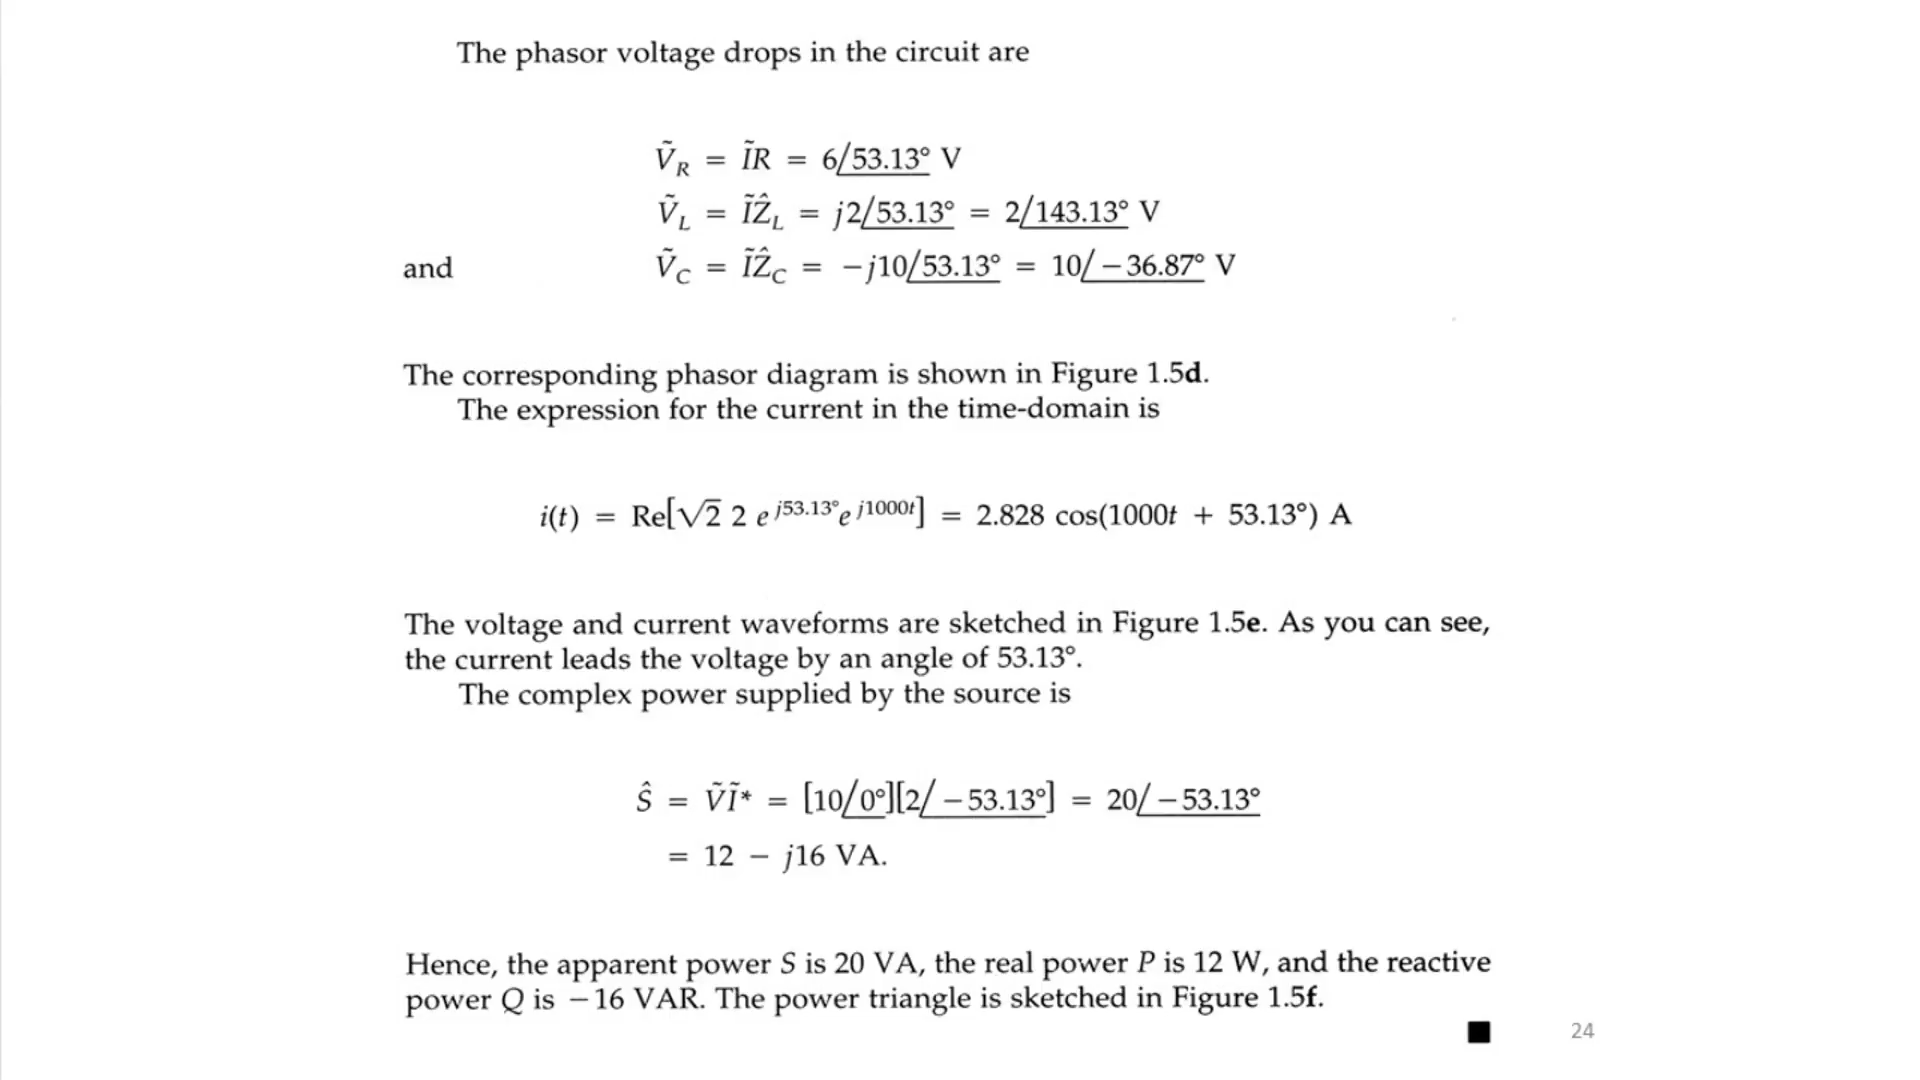 The phasor voltage drops in the circuit are
Ṽ_R = ĨR = 6/53.13° V
Ṽ_L = ĨẐ_L = j2/53.13° = 2/143.13° V
and Ṽ_C = ĨẐ_C = −j10/53.13° = 10/−36.87° V
The corresponding phasor diagram is shown in Figure 1.5d.
The expression for the current in the time-domain is
i(t) = Re[√2 2 e^j53.13° e^j1000t] = 2.828 cos(1000t + 53.13°) A
The voltage and current waveforms are sketched in Figure 1.5e. As you can see,
the current leads the voltage by an angle of 53.13°.
The complex power supplied by the source is
Ŝ = ṼĨ* = [10/0°][2/−53.13°] = 20/−53.13°
= 12 − j16 VA.
Hence, the apparent power S is 20 VA, the real power P is 12 W, and the reactive
power Q is −16 VAR. The power triangle is sketched in Figure 1.5f.
■ 24